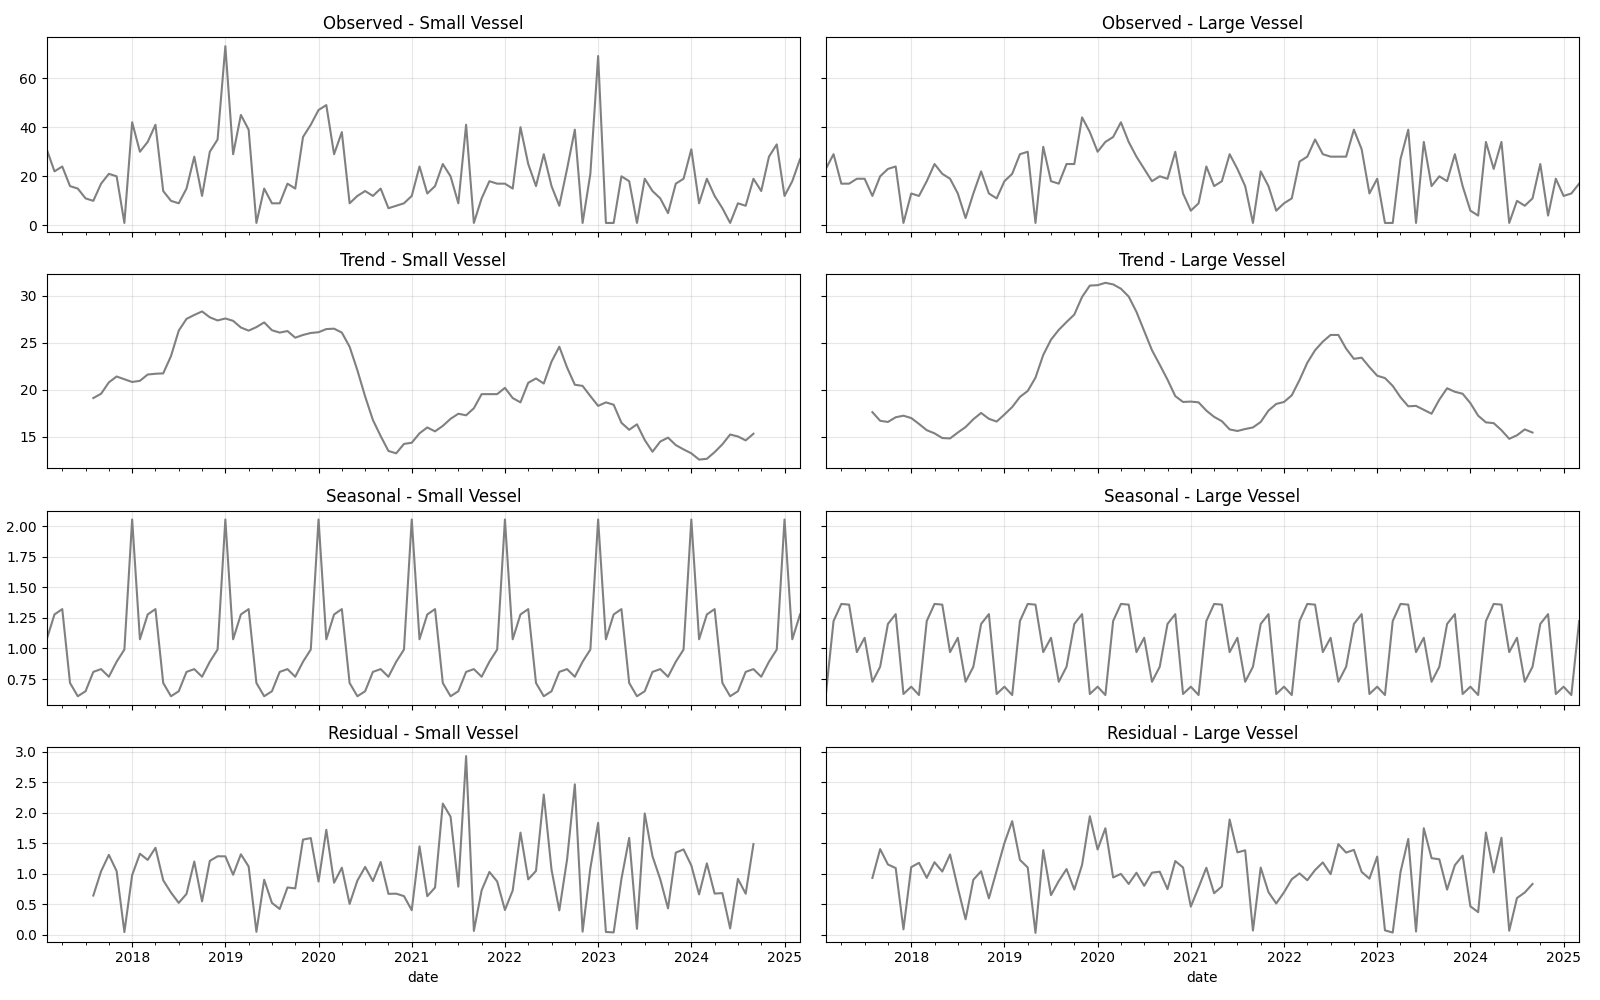 Observed - Small Vessel
60
40
20
0
Observed - Large Vessel
Trend - Small Vessel
30
25
20
15
Trend - Large Vessel
Seasonal - Small Vessel
2.00
1.75
1.50
1.25
1.00
0.75
Seasonal - Large Vessel
Residual - Small Vessel
3.0
2.5
2.0
1.5
1.0
0.5
0.0
2018 2019 2020 2021 2022 2023 2024 2025
date
Residual - Large Vessel
2018 2019 2020 2021 2022 2023 2024 2025
date